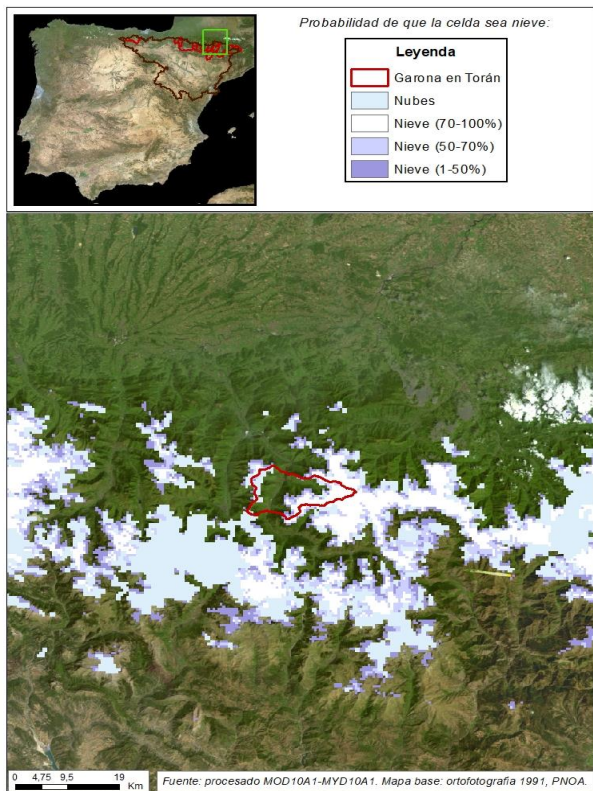 Probabilidad de que la celda sea nieve:
Leyenda
Garona en Torán
Nubes
Nieve (70-100%)
Nieve (50-70%)
Nieve (1-50%)
0 4,75 9,5 19
Km
Fuente: procesado MOD10A1-MYD10A1. Mapa base: ortofotografia 1991, PNOA.